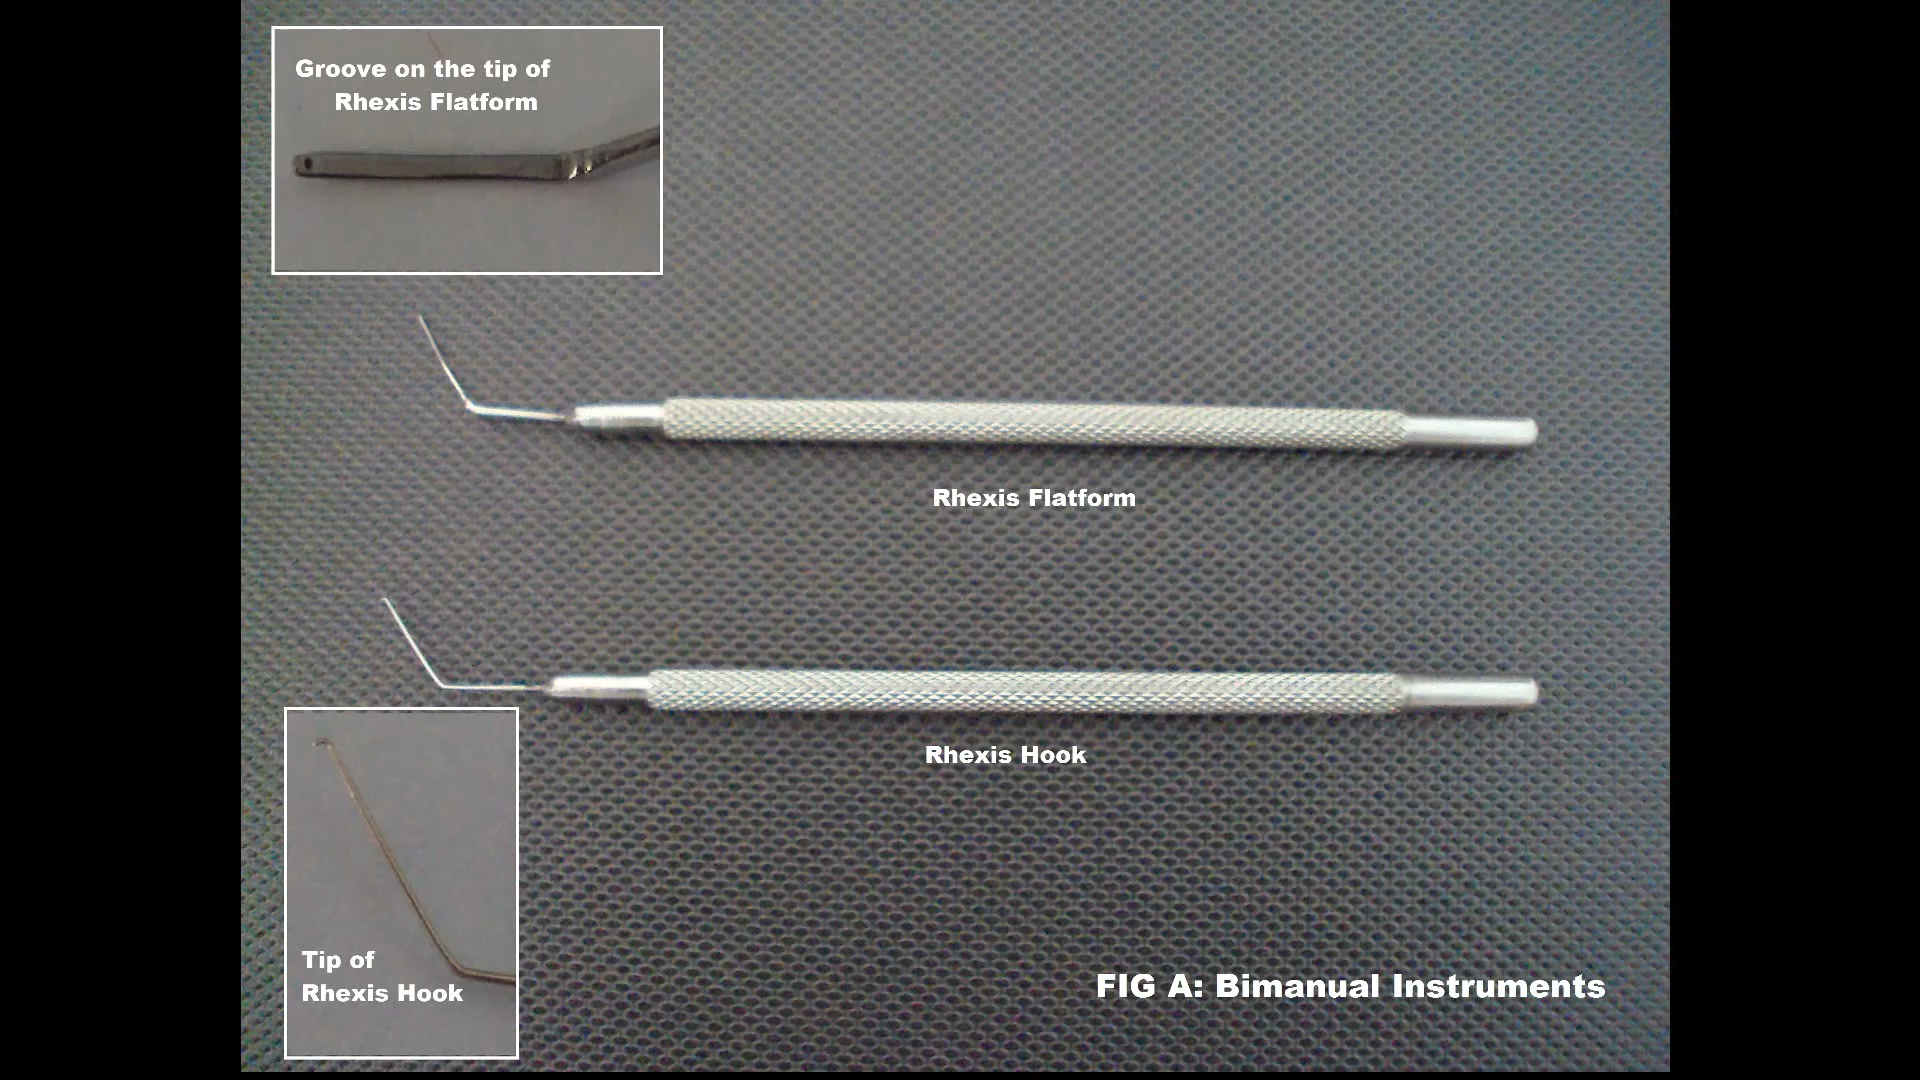 Groove on the tip of
Rhexis Flatform
Rhexis Flatform
Rhexis Hook
Tip of
Rhexis Hook
FIG A: Bimanual Instruments